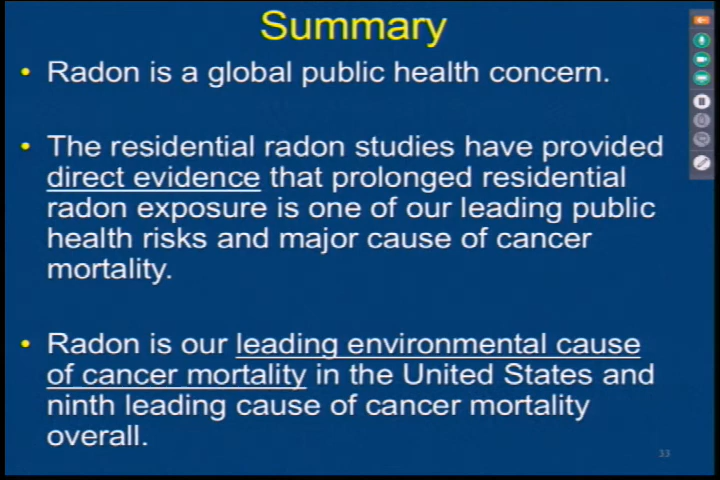 Summary
• Radon is a global public health concern.
• The residential radon studies have provided
direct evidence that prolonged residential
radon exposure is one of our leading public
health risks and major cause of cancer
mortality.
• Radon is our leading environmental cause
of cancer mortality in the United States and
ninth leading cause of cancer mortality
overall.
33